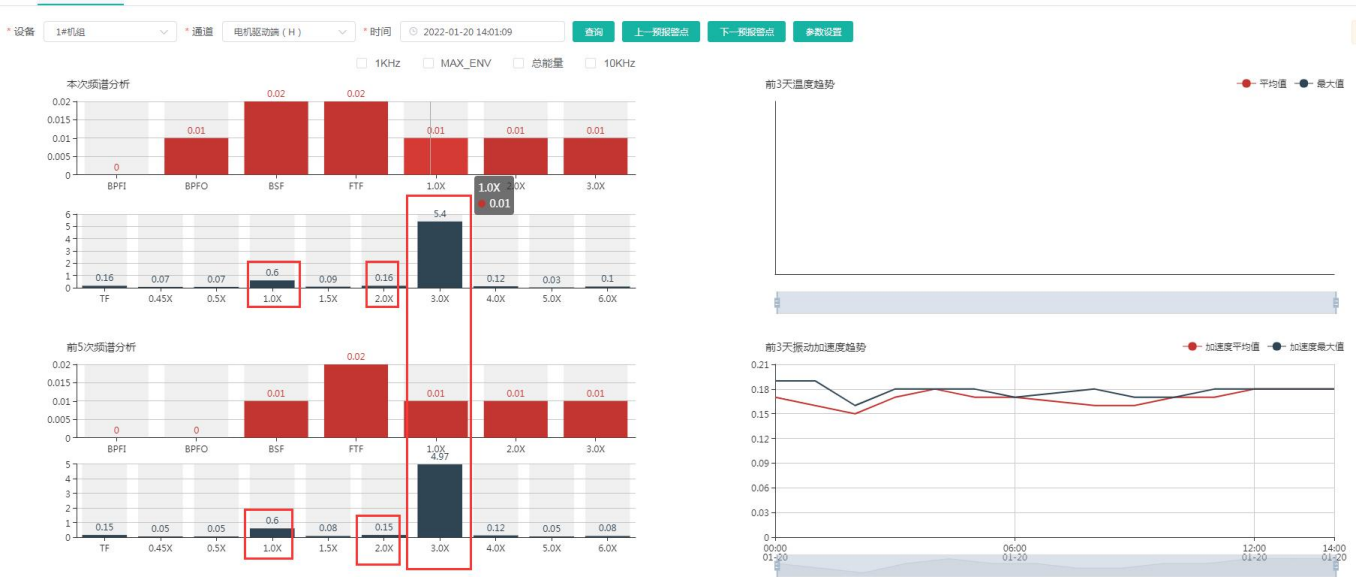 * 设备 1#机组 * 通道 电机驱动端（H） * 时间 2022-01-20 14:01:09 查询 上一预报警点 下一预报警点 参数设置
1KHz MAX_ENV 总能量 10KHz
本次频谱分析
0.02
0.015
0.01
0.005
0
0 0.01 0.02 0.02 0.01 0.01 0.01
BPFI BPFO BSF FTF 2.0X 3.0X
1.0X
0.01
6
5
4
3
2
1
0
0.16 0.07 0.07 0.6 0.09 0.16 5.4 0.12 0.03 0.1
TF 0.45X 0.5X 1.0X 1.5X 2.0X 3.0X 4.0X 5.0X 6.0X
前5次频谱分析
0.02
0.015
0.01
0.005
0
0 0 0.01 0.02 0.01 0.01 0.01
BPFI BPFO BSF FTF 1.0X 2.0X 3.0X
5
4
3
2
1
0
0.15 0.05 0.05 0.6 0.08 0.15 4.97 0.12 0.05 0.08
TF 0.45X 0.5X 1.0X 1.5X 2.0X 3.0X 4.0X 5.0X 6.0X
前3天温度趋势 平均值 最大值
前3天振动加速度趋势 加速度平均值 加速度最大值
0.21
0.18
0.15
0.12
0.09
0.06
0.03
0
00:00 06:00 12:00 14:00
01-20 01-20 01-20 01-20